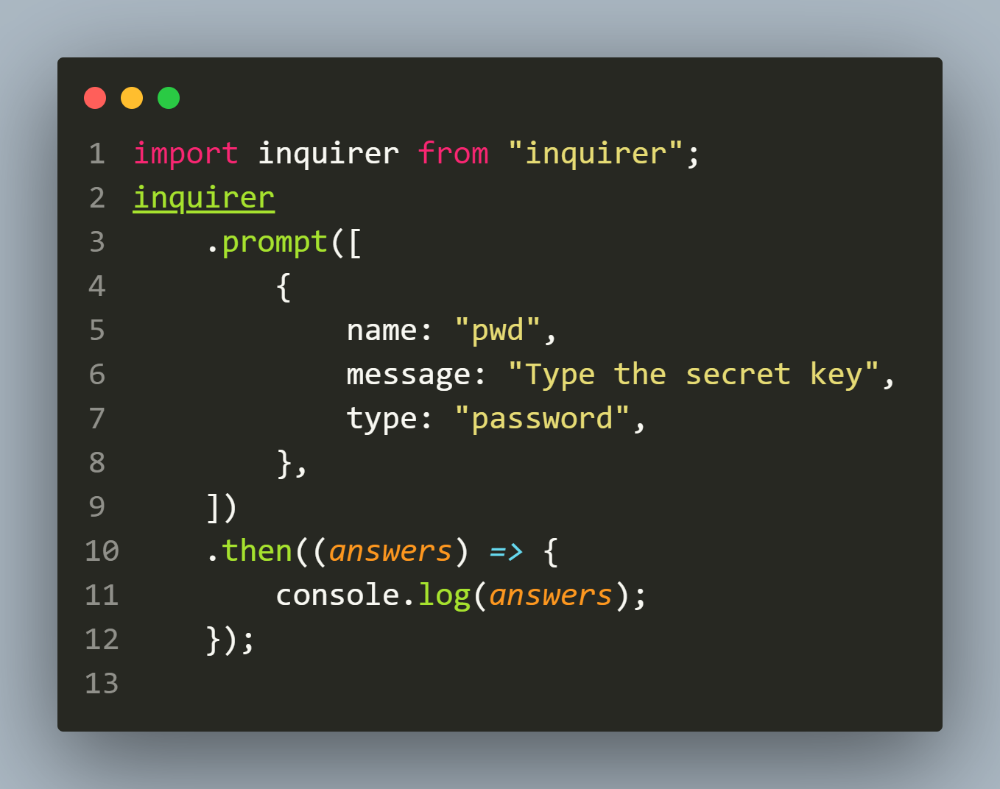 1 import inquirer from "inquirer";
2 inquirer
3     .prompt([
4         {
5             name: "pwd",
6             message: "Type the secret key",
7             type: "password",
8         },
9     ])
10     .then((answers) => {
11         console.log(answers);
12     });
13